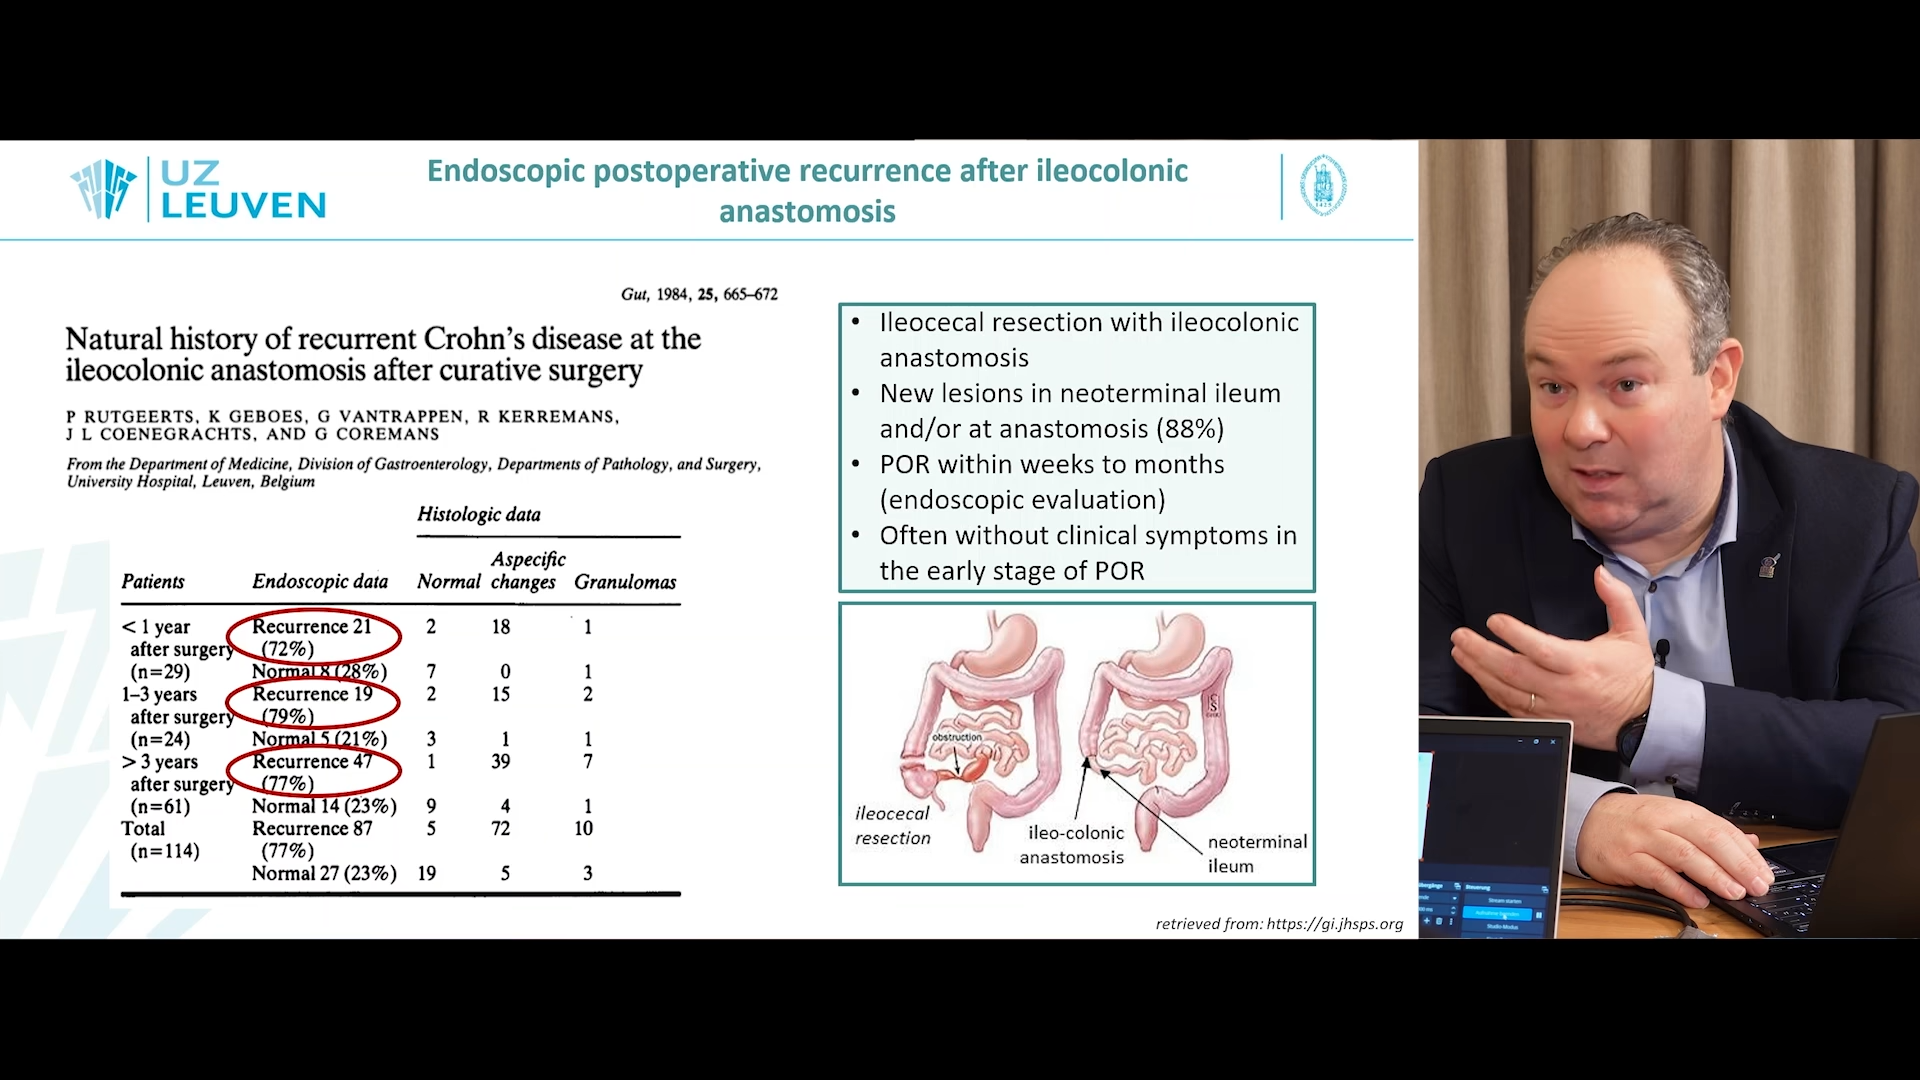 UZ
LEUVEN
Endoscopic postoperative recurrence after ileocolonic
anastomosis
1425
Gut, 1984, 25, 665–672
Natural history of recurrent Crohn's disease at the
ileocolonic anastomosis after curative surgery
P RUTGEERTS, K GEBOES, G VANTRAPPEN, R KERREMANS,
J L COENEGRACHTS, AND G COREMANS
From the Department of Medicine, Division of Gastroenterology, Departments of Pathology, and Surgery,
University Hospital, Leuven, Belgium
Histologic data
Aspecific
Patients Endoscopic data Normal changes Granulomas
< 1 year Recurrence 21 2 18 1
after surgery (72%)
(n=29) Normal 8 (28%) 7 0 1
1–3 years Recurrence 19 2 15 2
after surgery (79%)
(n=24) Normal 5 (21%) 3 1 1
> 3 years Recurrence 47 1 39 7
after surgery (77%)
(n=61) Normal 14 (23%) 9 4 1
Total Recurrence 87 5 72 10
(n=114) (77%)
Normal 27 (23%) 19 5 3
• Ileocecal resection with ileocolonic
anastomosis
• New lesions in neoterminal ileum
and/or at anastomosis (88%)
• POR within weeks to months
(endoscopic evaluation)
• Often without clinical symptoms in
the early stage of POR
obstruction
ileocecal
resection
ileo-colonic
anastomosis
neoterminal
ileum
retrieved from: https://gi.jhsps.org
Steuerung
Stream starten
Studio-Modus